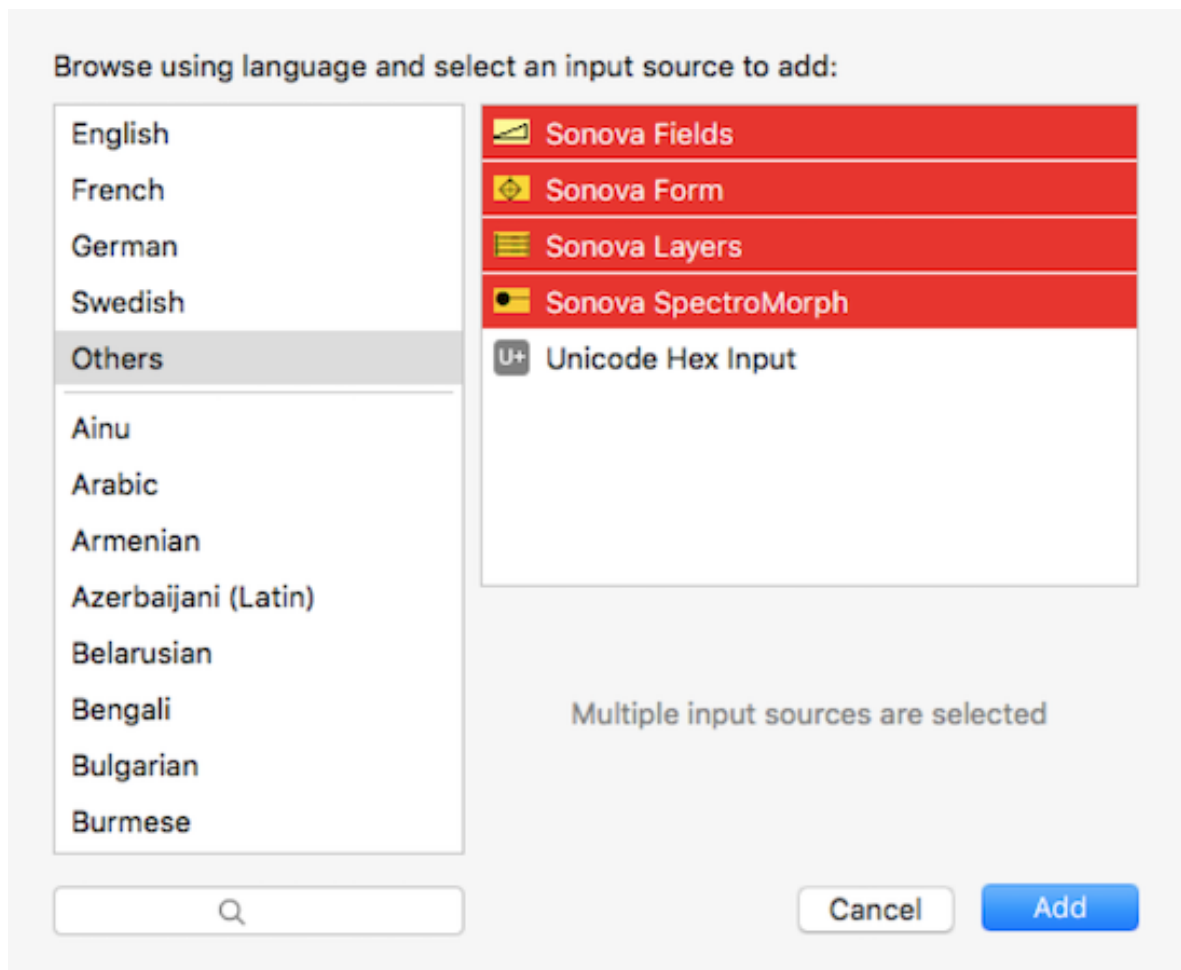 Browse using language and select an input source to add:
English
French
German
Swedish
Others
Ainu
Arabic
Armenian
Azerbaijani (Latin)
Belarusian
Bengali
Bulgarian
Burmese
Sonova Fields
Sonova Form
Sonova Layers
Sonova SpectroMorph
U+ Unicode Hex Input
Multiple input sources are selected
Cancel
Add